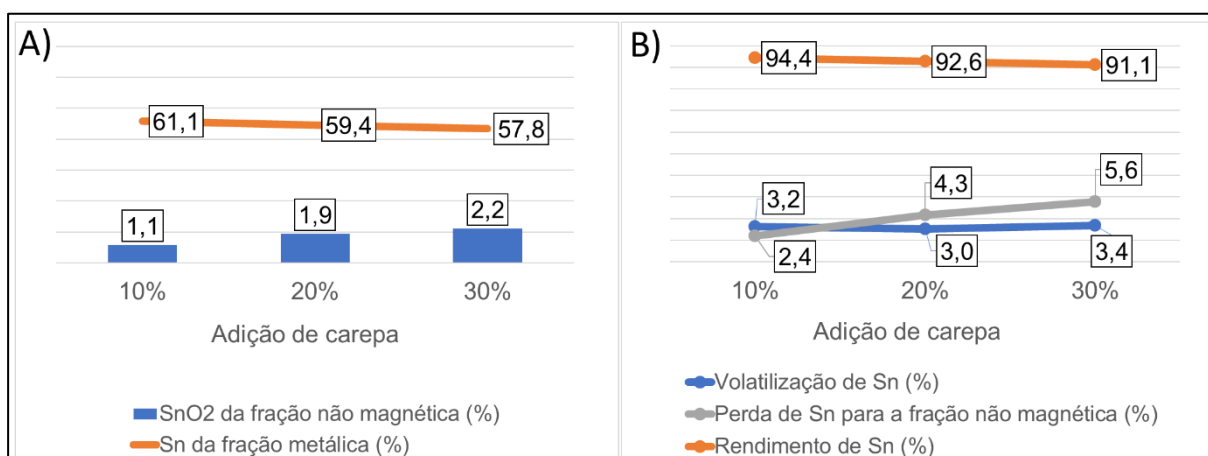 A)
61,1
59,4
57,8
1,1
1,9
2,2
10%
20%
30%
Adição de carepa
SnO2 da fração não magnética (%)
Sn da fração metálica (%)
B)
94,4
92,6
91,1
3,2
4,3
5,6
2,4
3,0
3,4
10%
20%
30%
Adição de carepa
Volatilização de Sn (%)
Perda de Sn para a fração não magnética (%)
Rendimento de Sn (%)